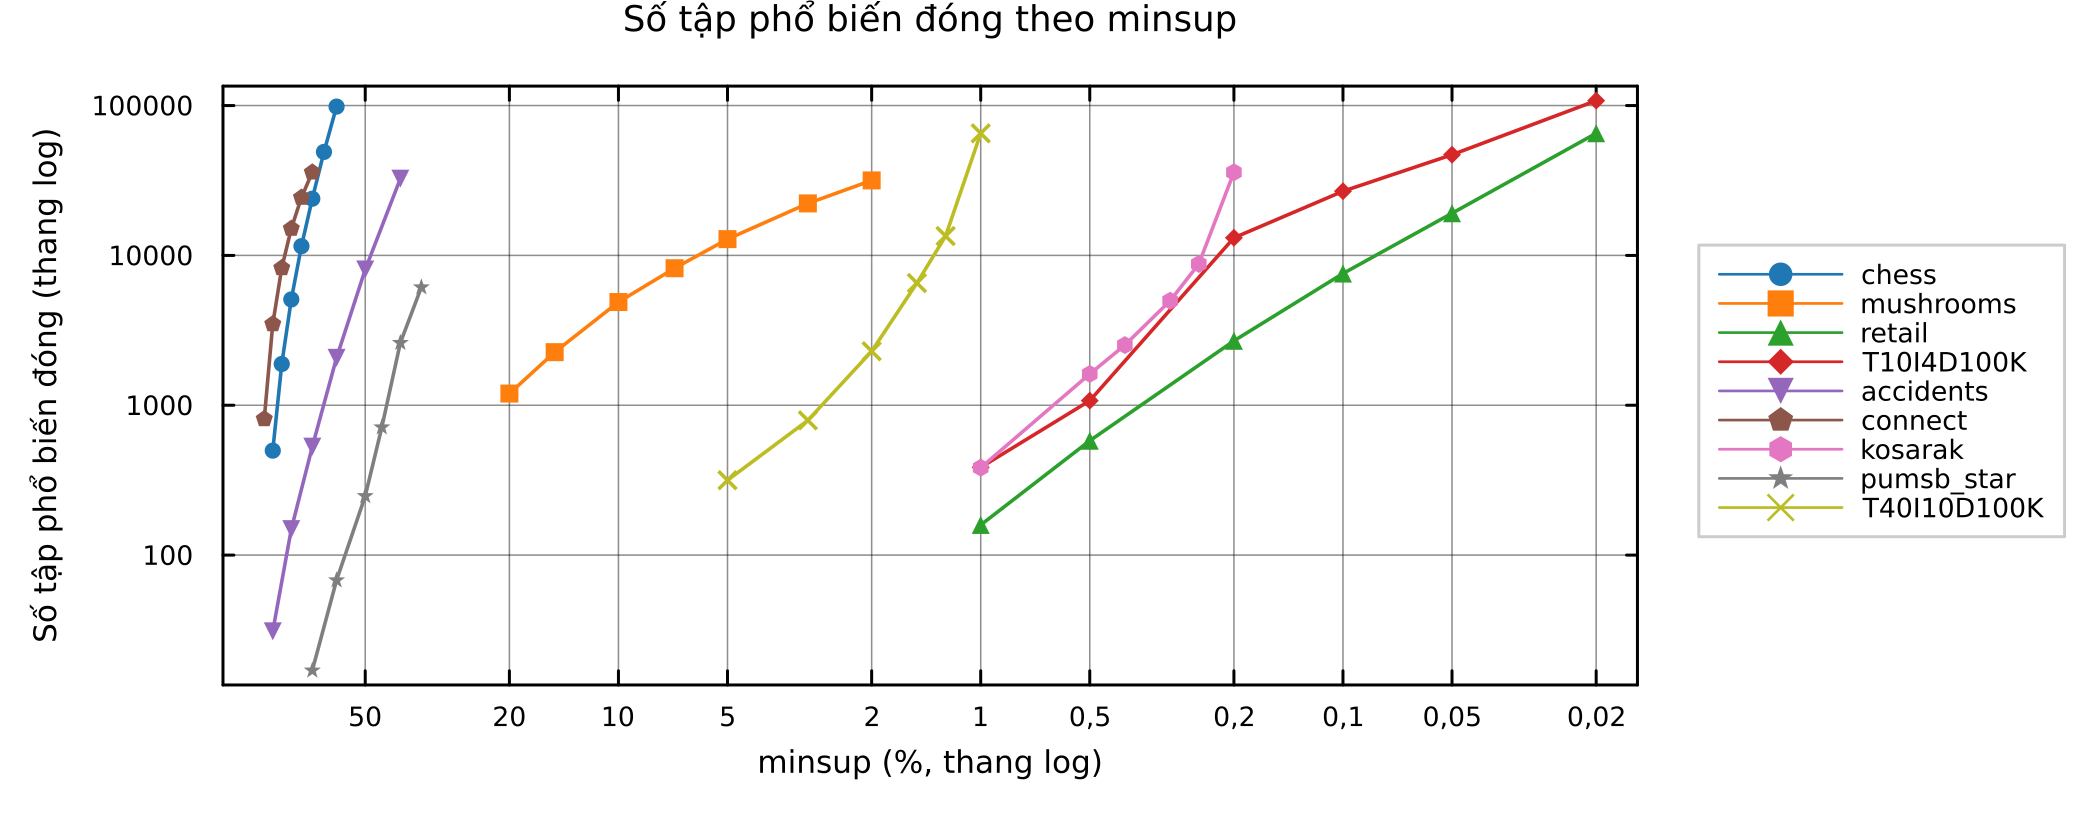 Số tập phổ biến đóng theo minsup
Số tập phổ biến đóng (thang log)
100000
10000
1000
100
50 20 10 5 2 1 0,5 0,2 0,1 0,05 0,02
minsup (%, thang log)
chess
mushrooms
retail
T10I4D100K
accidents
connect
kosarak
pumsb_star
T40I10D100K